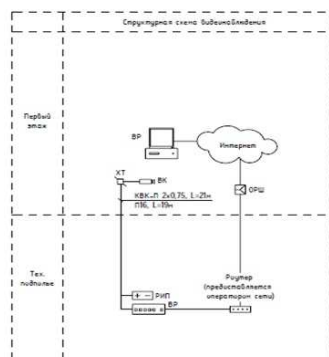 Структурная схема видеонаблюдения
Первый
этаж
ВР
Интернет
ХТ
ВК
ОРШ
КВК-П 2х0,75, L=21м
П16, L=19м
Тех.
подполье
Роутер
(предоставляется
оператором сети)
РИП
ВР